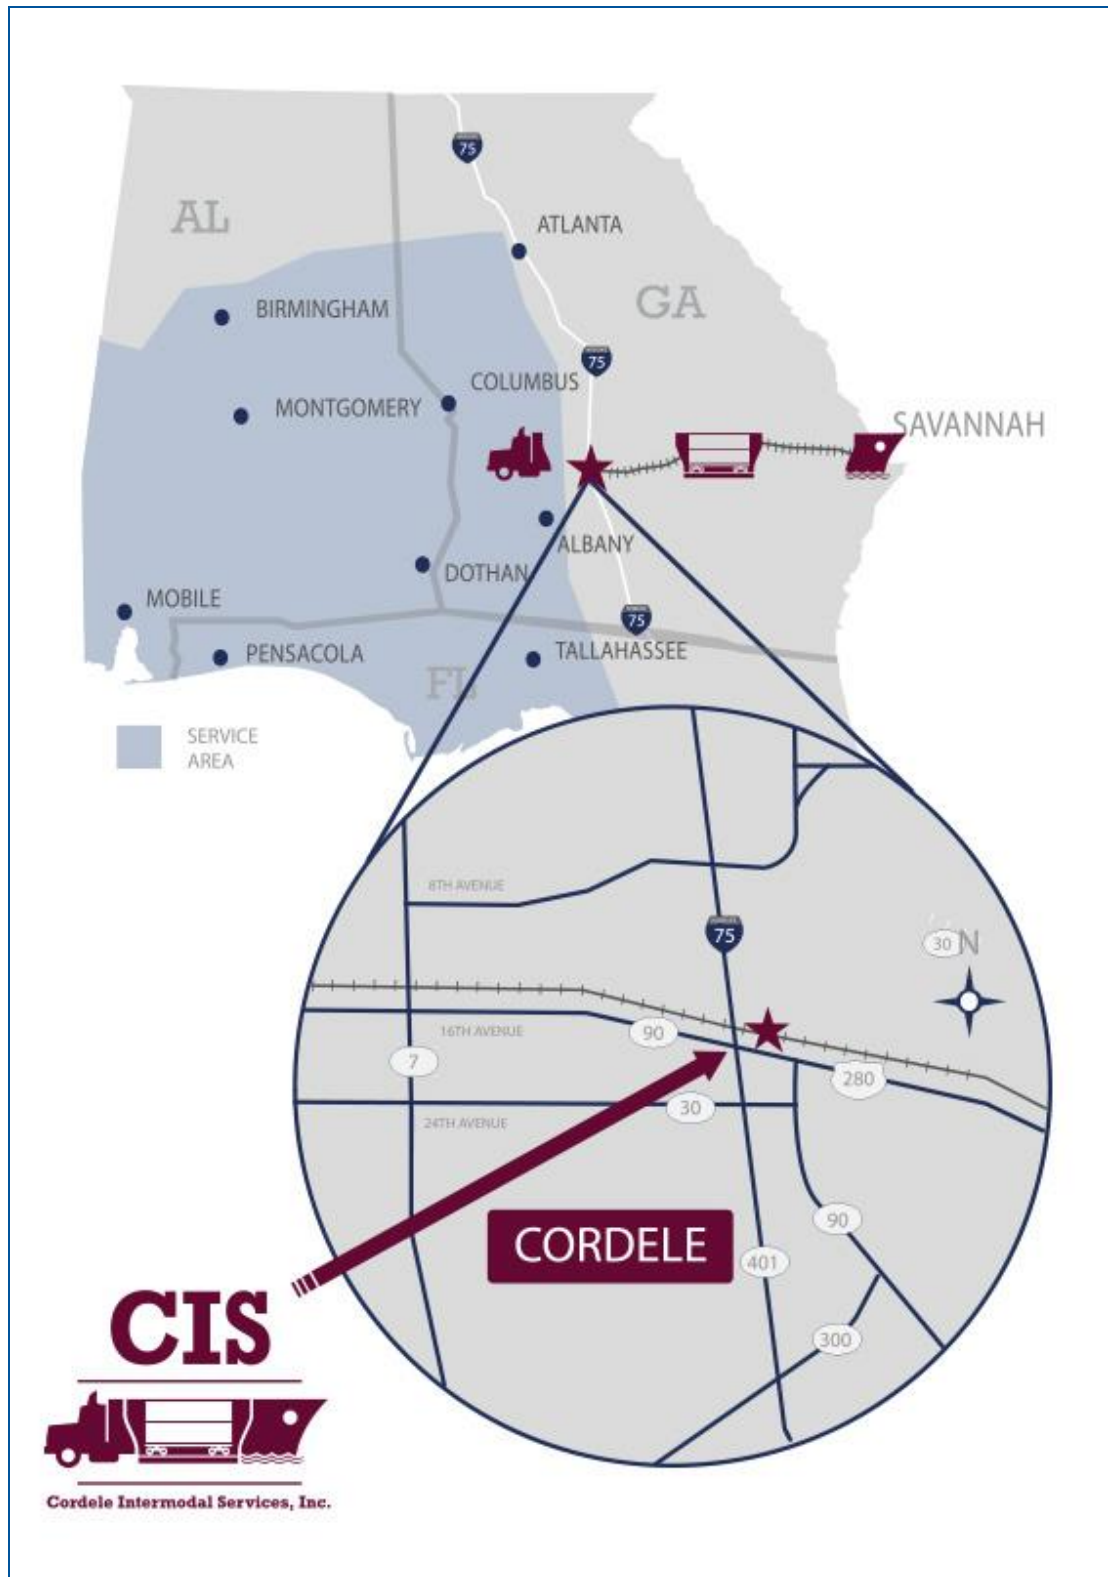 75
AL
ATLANTA
GA
BIRMINGHAM
75
COLUMBUS
MONTGOMERY
SAVANNAH
ALBANY
DOTHAN
MOBILE
75
TALLAHASSEE
PENSACOLA
FL
SERVICE
AREA
8TH AVENUE
75
30
N
16TH AVENUE
90
7
280
30
24TH AVENUE
90
CORDELE
401
300
CIS
Cordele Intermodal Services, Inc.